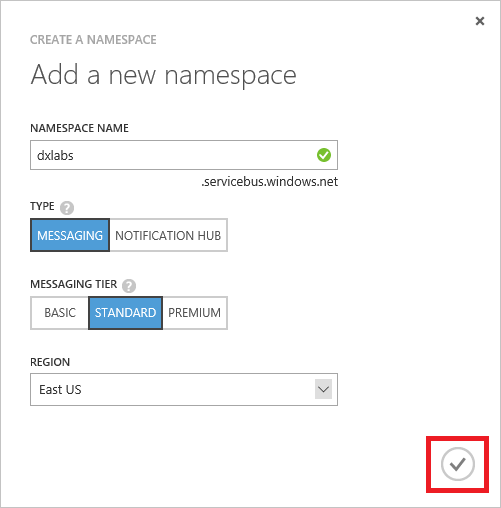 CREATE A NAMESPACE
Add a new namespace
NAMESPACE NAME
dxlabs
.servicebus.windows.net
TYPE ?
MESSAGING NOTIFICATION HUB
MESSAGING TIER ?
BASIC STANDARD PREMIUM
REGION
East US